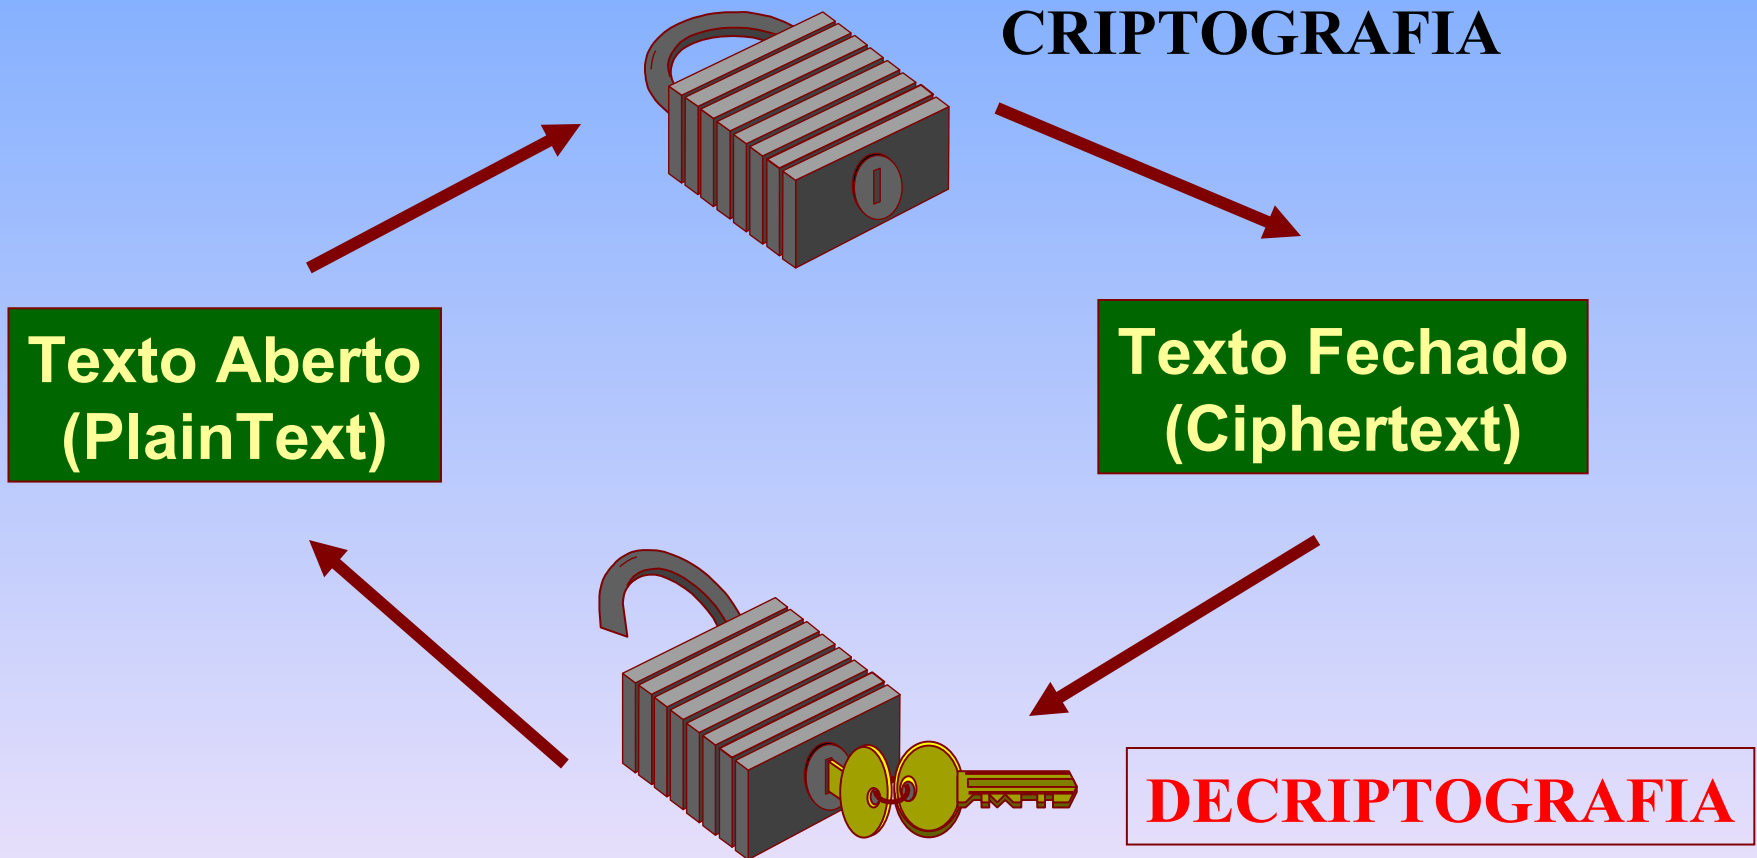 CRIPTOGRAFIA
Texto Aberto
(PlainText)
Texto Fechado
(Ciphertext)
DECRIPTOGRAFIA